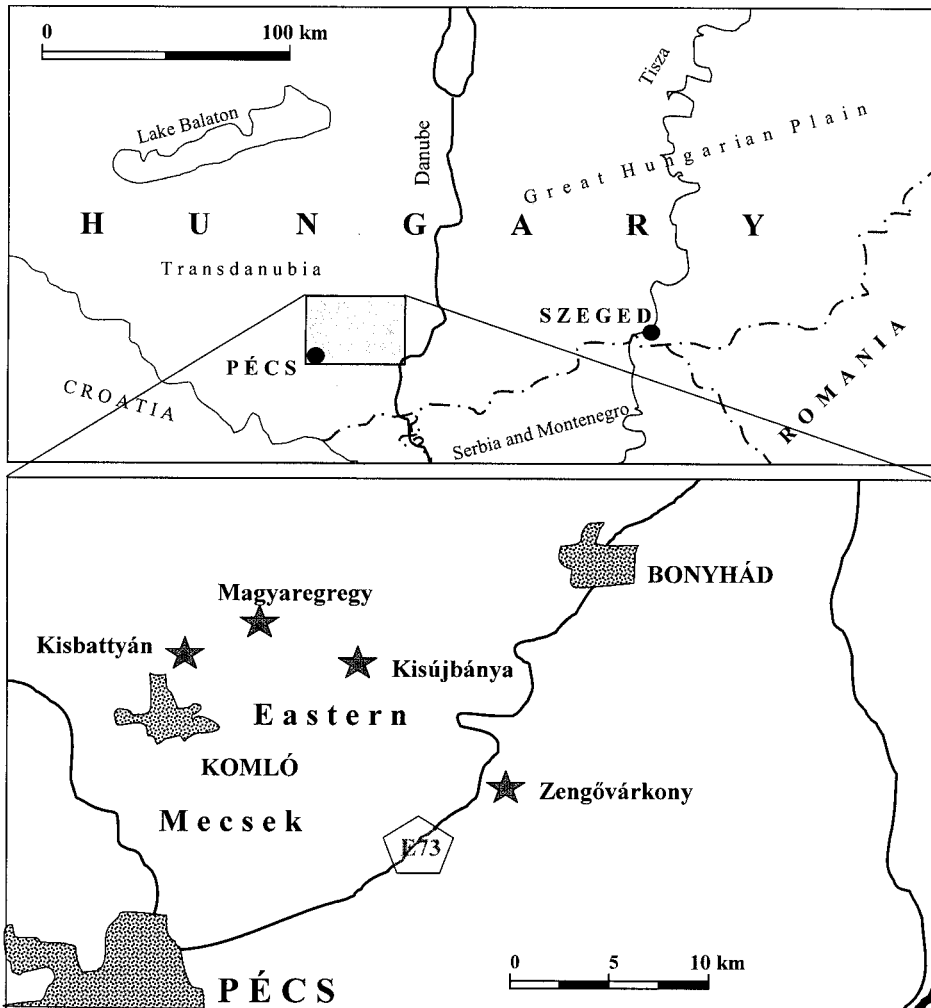 0 100 km
Tisza
Lake Balaton
Danube
Great Hungarian Plain
HUNGARY
Transdanubia
SZEGED
PÉCS
CROATIA
Serbia and Montenegro
ROMANIA
BONYHÁD
Magyaregregy
Kisbattyán
Kisújbánya
Eastern
KOMLÓ
Zengővárkony
Mecsek
E73
0 5 10 km
PÉCS